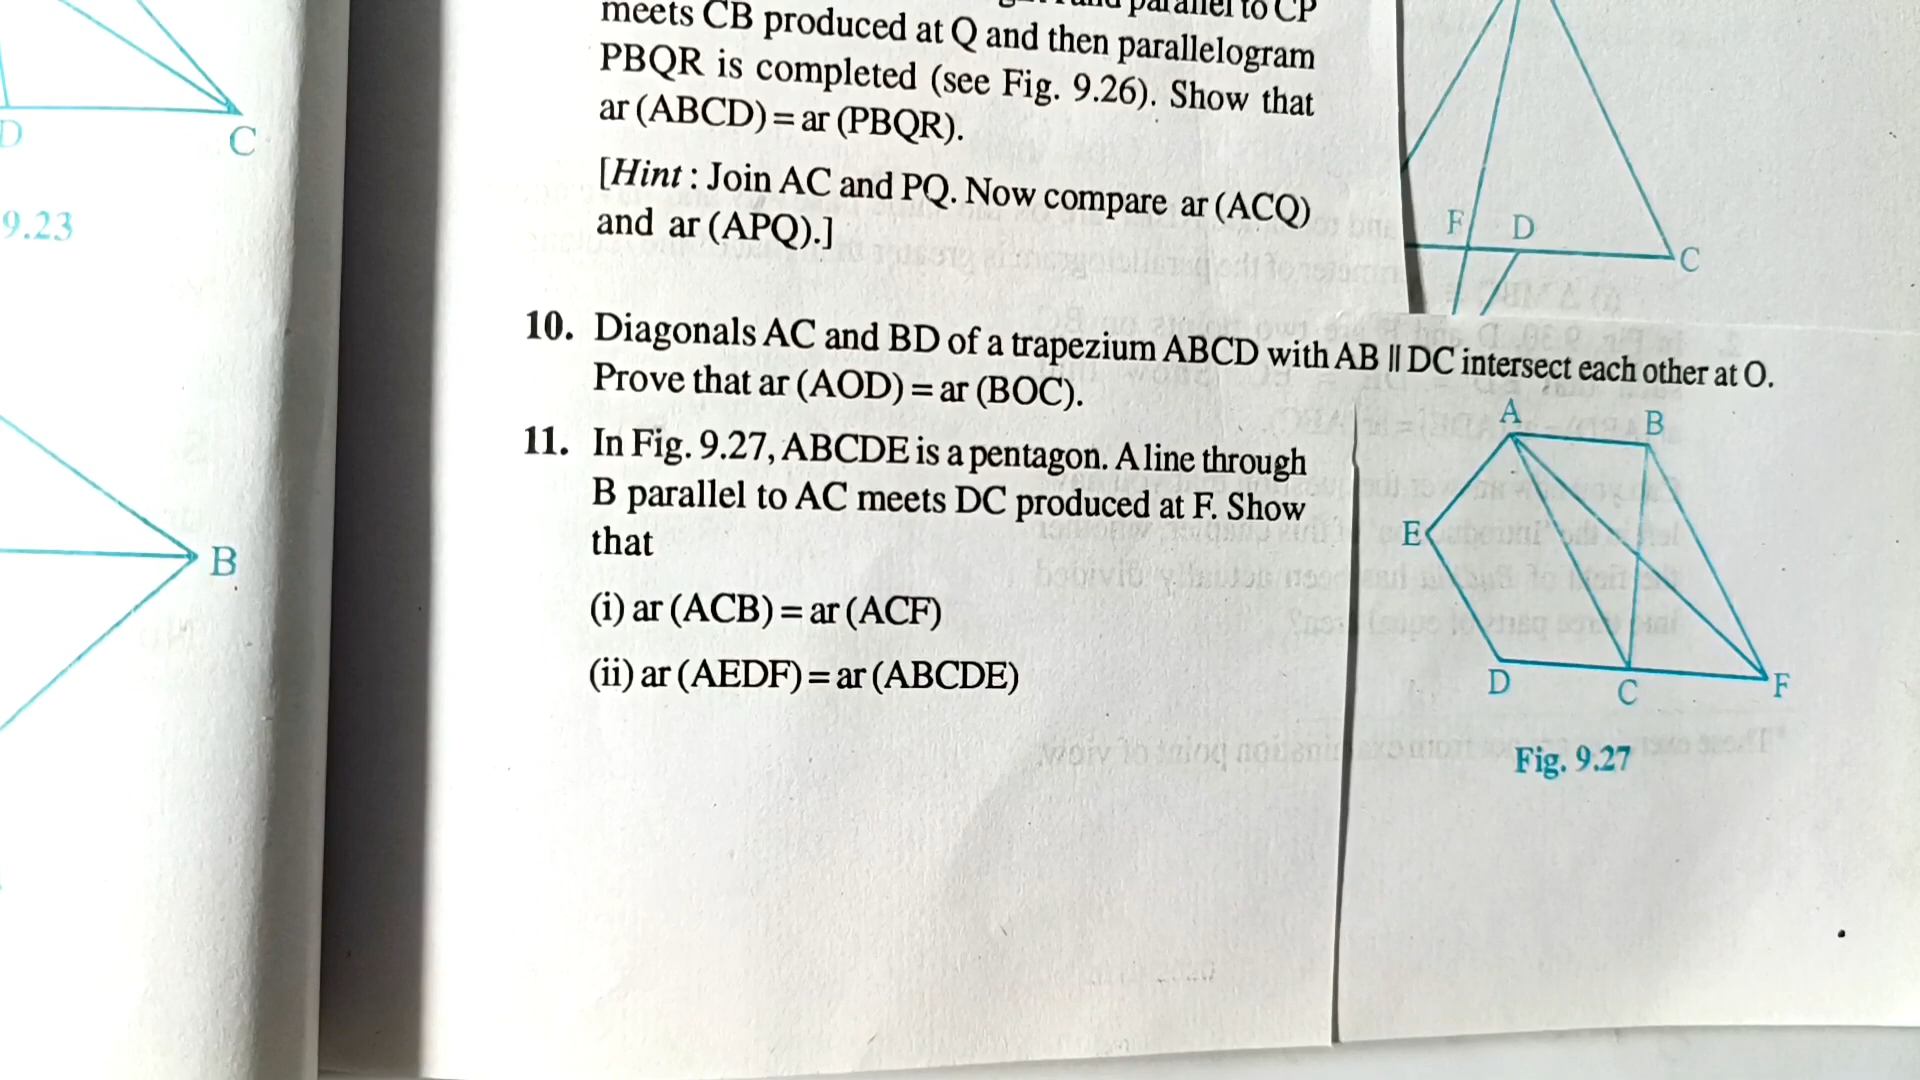 parallel to CP
meets CB produced at Q and then parallelogram
PBQR is completed (see Fig. 9.26). Show that
ar (ABCD) = ar (PBQR).
[Hint : Join AC and PQ. Now compare ar (ACQ)
and ar (APQ).]
10. Diagonals AC and BD of a trapezium ABCD with AB || DC intersect each other at O.
Prove that ar (AOD) = ar (BOC).
11. In Fig. 9.27, ABCDE is a pentagon. A line through
B parallel to AC meets DC produced at F. Show
that
(i) ar (ACB) = ar (ACF)
(ii) ar (AEDF) = ar (ABCDE)
D
C
9.23
B
F D
C
A
B
E
D
C
F
Fig. 9.27